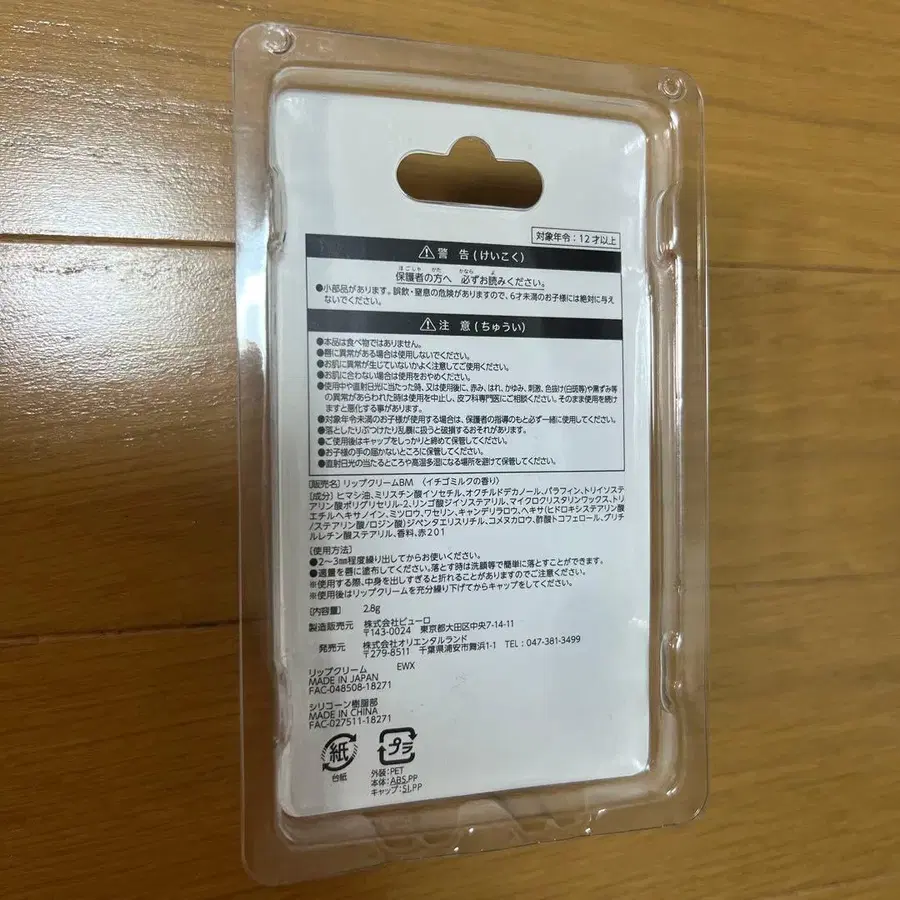 対象年令：12才以上
⚠警 告(けいこく)
保護者の方へ 必ずお読みください。
●小部品があります。誤飲・窒息の危険がありますので、6才未満のお子様には絶対に与え
ないでください。
⚠注 意(ちゅうい)
●本品は食べ物ではありません。
●唇に異常がある場合は使用しないでください。
●お肌に異常が生じていないかよく注意してご使用ください。
●お肌に合わない場合は使用をおやめください。
●使用中や直射日光に当たった時、又は使用後に、赤み、はれ、かゆみ、刺激、色抜け(白斑等)や黒ずみ等
の異常があらわれた時は使用を中止し、皮フ科専門医にご相談ください。そのまま使用を続け
ますと悪化する事があります。
●対象年令未満のお子様が使用する場合は、保護者の指導のもと必ず一緒に使用してください。
●落としたりぶつけたり乱暴に扱うと破損するおそれがあります。
●ご使用後はキャップをしっかりと締めて保管してください。
●お子様の手の届かないところに保管してください。
●直射日光の当たるところや高温多湿になる場所を避けて保管してください。
[販売名] リップクリームBM (イチゴミルクの香り)
[成分] ヒマシ油、ミリスチン酸イソセチル、オクチルドデカノール、パラフィン、トリイソステ
アリン酸ポリグリセリル-2、リンゴ酸ジイソステアリル、マイクロクリスタリンワックス、トリ
エチルヘキサノイン、ミツロウ、ワセリン、キャンデリラロウ、ヘキサ(ヒドロキシステアリン酸
/ステアリン酸/ロジン酸)ジペンタエリスリチル、コメヌカロウ、酢酸トコフェロール、グリチ
ルレチン酸ステアリル、香料、赤201
[使用方法]
●2〜3㎜程度繰り出してからお使いください。
●適量を唇に塗布してください。落とす時は洗顔等で簡単に落とすことができます。
※使用する際、中身を出しすぎると折れることがありますのでご注意ください。
※使用後はリップクリームを充分繰り下げてからキャップをしてください。
[内容量] 2.8g
製造販売元 株式会社ピューロ
〒143-0024 東京都大田区中央7-14-11
発売元 株式会社オリエンタルランド
〒279-8511 千葉県浦安市舞浜1-1 TEL：047-381-3499
リップクリーム EWX
MADE IN JAPAN
FAC-048508-18271
シリコーン樹脂部
MADE IN CHINA
FAC-027511-18271
紙 プラ
台紙
外装：PET
本体：ABS,PP
キャップ：SI,PP